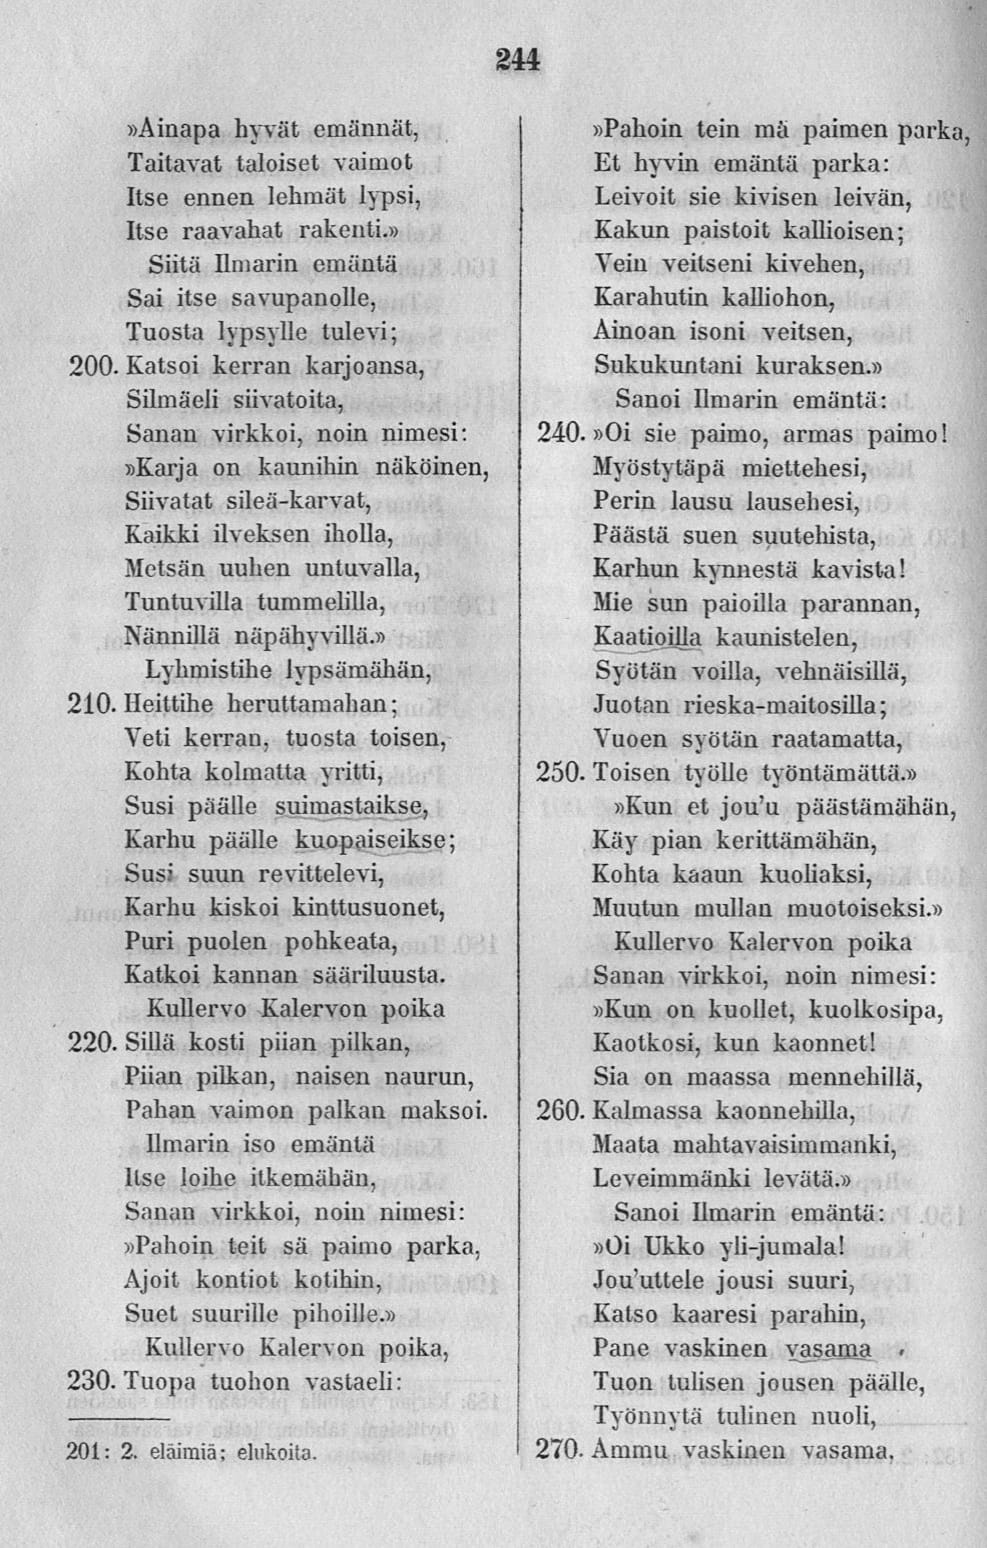 244
»Ainapa hyvät emännät,
Taitavat taloiset vaimot
Itse ennen lehmät lypsi,
Itse raavahat rakenti.»
Siitä Ilmarin emäntä
Sai itse savupanolle,
Tuosta lypsylle tulevi;
200. Katsoi kerran karjoansa,
Silmäeli siivatoita,
Sanan virkkoi, noin nimesi:
»Karja on kaunihin näköinen,
Siivatat sileä-karvat,
Kaikki ilveksen iholla,
Metsän uuhen untuvalla,
Tuntuvilla tummelilla,
Nännillä näpähyvillä.»
Lyhmistihe lypsämähän,
210. Heittihe heruttamahan;
Veti kerran, tuosta toisen,
Kohta kolmatta yritti,
Susi päälle suimastaikse,
Karhu päälle kuopaiseikse;
Susi suun revittelevi,
Karhu kiskoi kinttusuonet,
Puri puolen pohkeata,
Katkoi kannan sääriluusta.
Kullervo Kalervon poika
220. Sillä kosti piian pilkan,
Piian pilkan, naisen naurun,
Pahan vaimon palkan maksoi.
Ilmarin iso emäntä
Itse loihe itkemähän,
Sanan virkkoi, noin nimesi:
»Pahoin teit sä paimo parka,
Ajoit kontiot kotihin,
Suet suurille pihoille.»
Kullervo Kalervon poika,
230. Tuopa tuohon vastaeli:
201: 2. eläimiä; elukoita.
»Pahoin tein mä paimen parka,
Et hyvin emäntä parka:
Leivoit sie kivisen leivän,
Kakun paistoit kallioisen;
Vein veitseni kivehen,
Karahutin kalliohon,
Ainoan isoni veitsen,
Sukukuntani kuraksen.»
Sanoi Ilmarin emäntä:
240. »Oi sie paimo, armas paimo!
Myöstytäpä miettehesi,
Perin lausu lausehesi,
Päästä suen suutehista,
Karhun kynnestä kavista!
Mie sun paioilla parannan,
Kaatioilla kaunistelen,
Syötän voilla, vehnäisillä,
Juotan rieska-maitosilla;
Vuoen syötän raatamatta,
250. Toisen työlle työntämättä.»
»Kun et jou'u päästämähän,
Käy pian kerittämähän,
Kohta kaaun kuoliaksi,
Muutun mullan muotoiseksi.»
Kullervo Kalervon poika
Sanan virkkoi, noin nimesi:
»Kun on kuollet, kuolkosipa,
Kaotkosi, kun kaonnet!
Sia on maassa mennehillä,
260. Kalmassa kaonnehilla,
Maata mahtavaisimmanki,
Leveimmänki levätä.»
Sanoi Ilmarin emäntä:
»Oi Ukko yli-jumala!
Jou'uttele jousi suuri,
Katso kaaresi parahin,
Pane vaskinen vasama
Tuon tulisen jousen päälle,
Työnnytä tulinen nuoli,
270. Ammu vaskinen vasama,